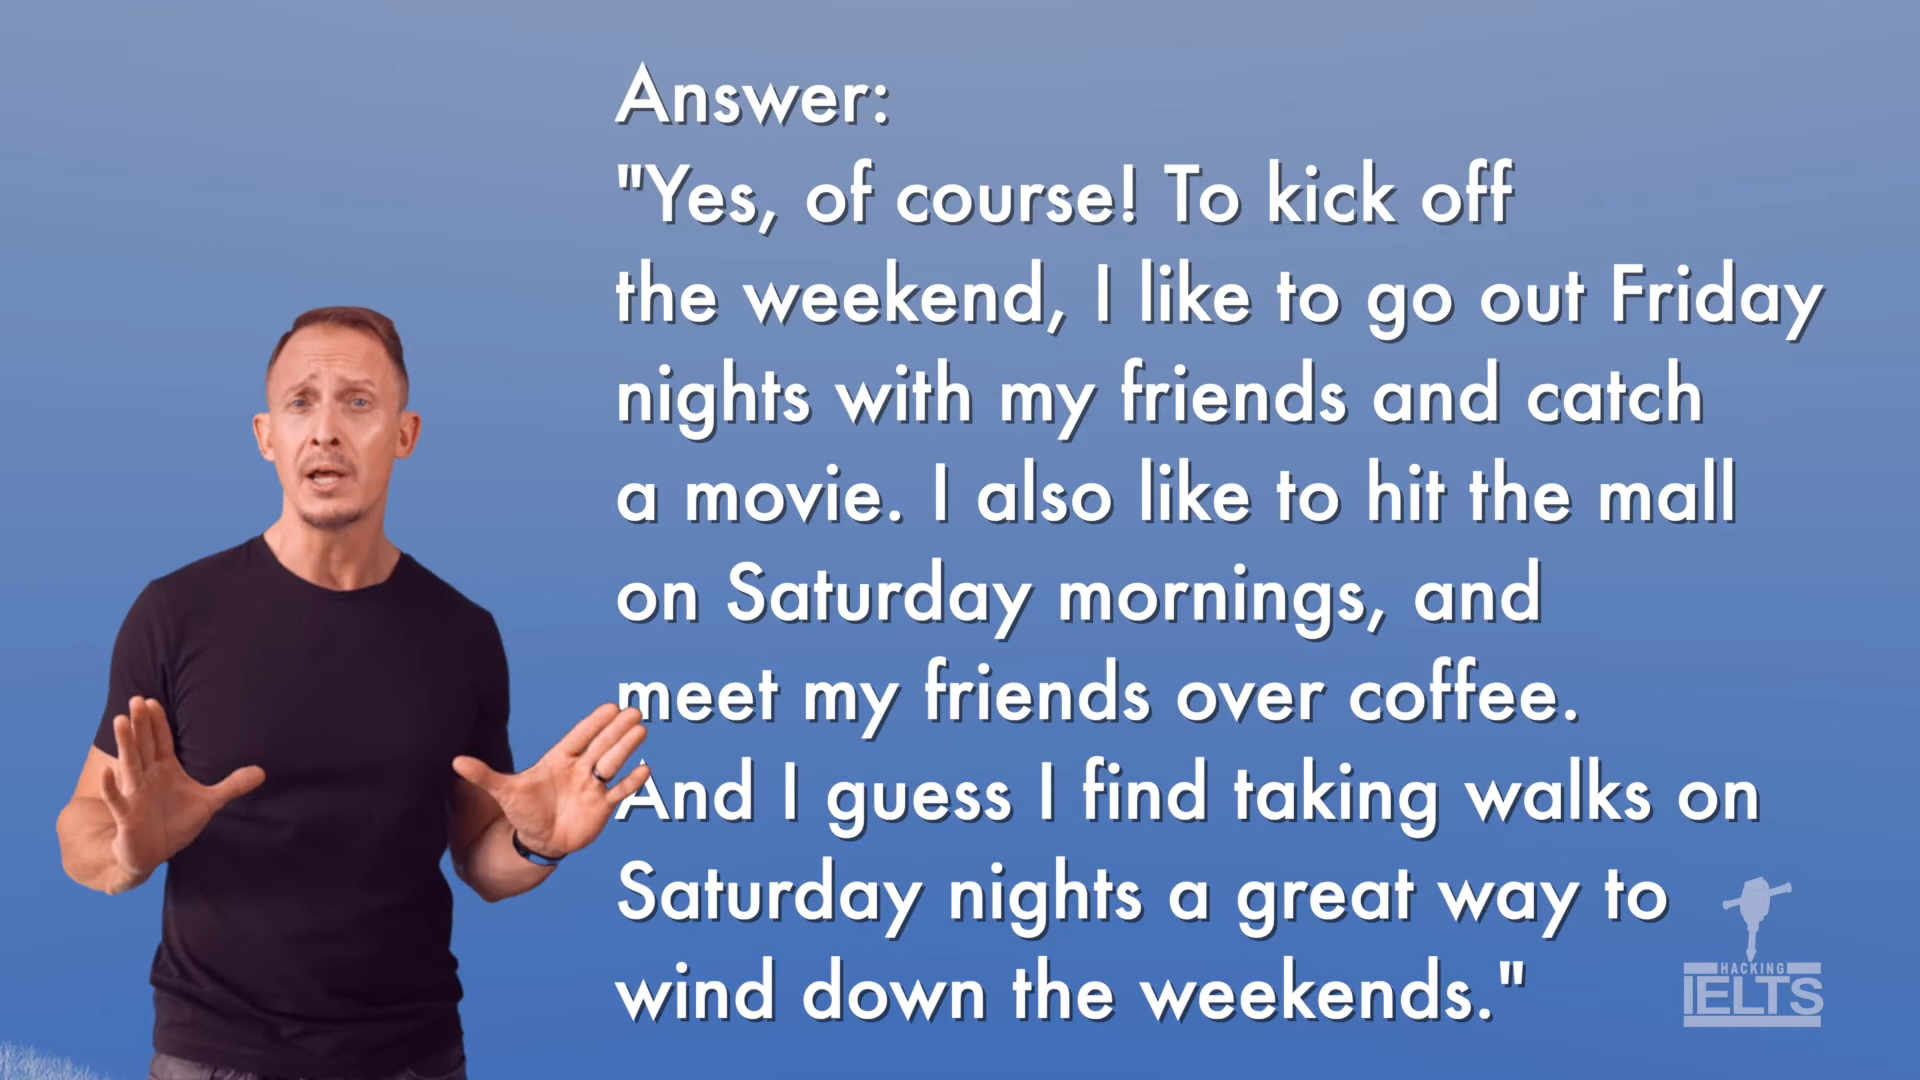 Answer:
"Yes, of course! To kick off
the weekend, I like to go out Friday
nights with my friends and catch
a movie. I also like to hit the mall
on Saturday mornings, and
meet my friends over coffee.
And I guess I find taking walks on
Saturday nights a great way to
wind down the weekends."
HACKING
IELTS